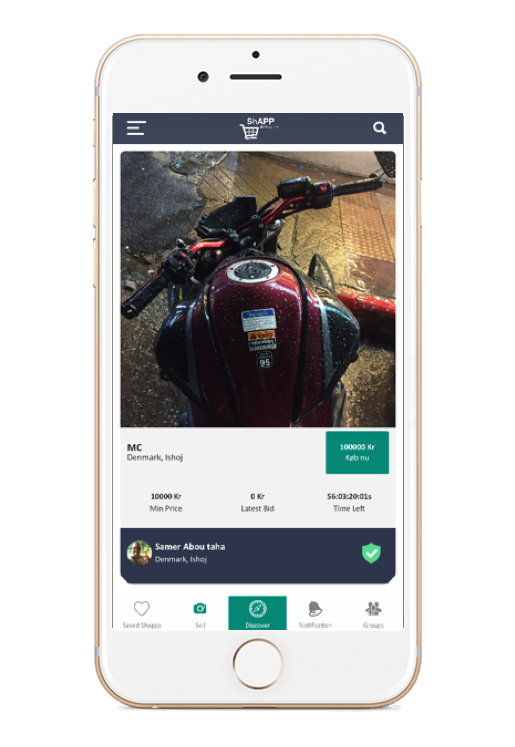 ShAPP
95
MC
Denmark, Ishoj
100000 Kr
Køb nu
10000 Kr
Min Price
0 Kr
Latest Bid
56:03:20:01s
Time Left
Samer Abou taha
Denmark, Ishoj
Saved Shapps
Sell
Discover
Notification
Groups